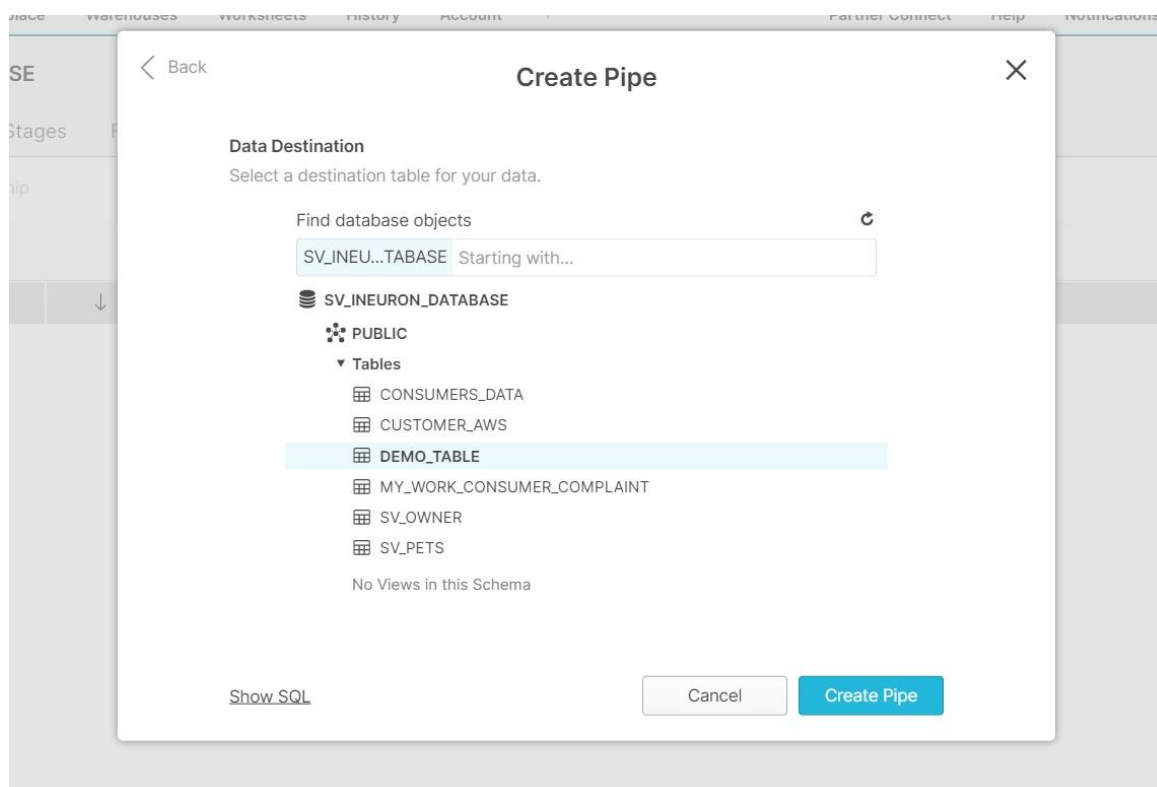 Warehouses Worksheets History Account Partner Connect Help Notifications
SE
Back
Create Pipe
Stages
Data Destination
Select a destination table for your data.
Find database objects
SV_INEU...TABASE Starting with...
SV_INEURON_DATABASE
PUBLIC
Tables
CONSUMERS_DATA
CUSTOMER_AWS
DEMO_TABLE
MY_WORK_CONSUMER_COMPLAINT
SV_OWNER
SV_PETS
No Views in this Schema
Show SQL
Cancel
Create Pipe